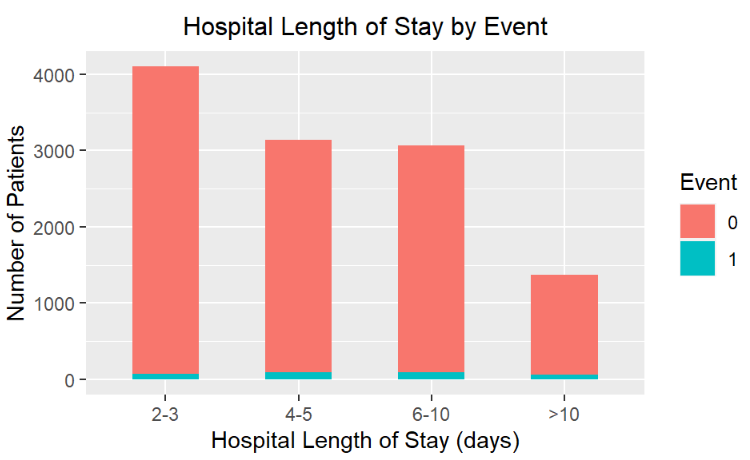 Hospital Length of Stay by Event
Number of Patients
4000
3000
2000
1000
0
2-3 4-5 6-10 >10
Hospital Length of Stay (days)
Event
0
1